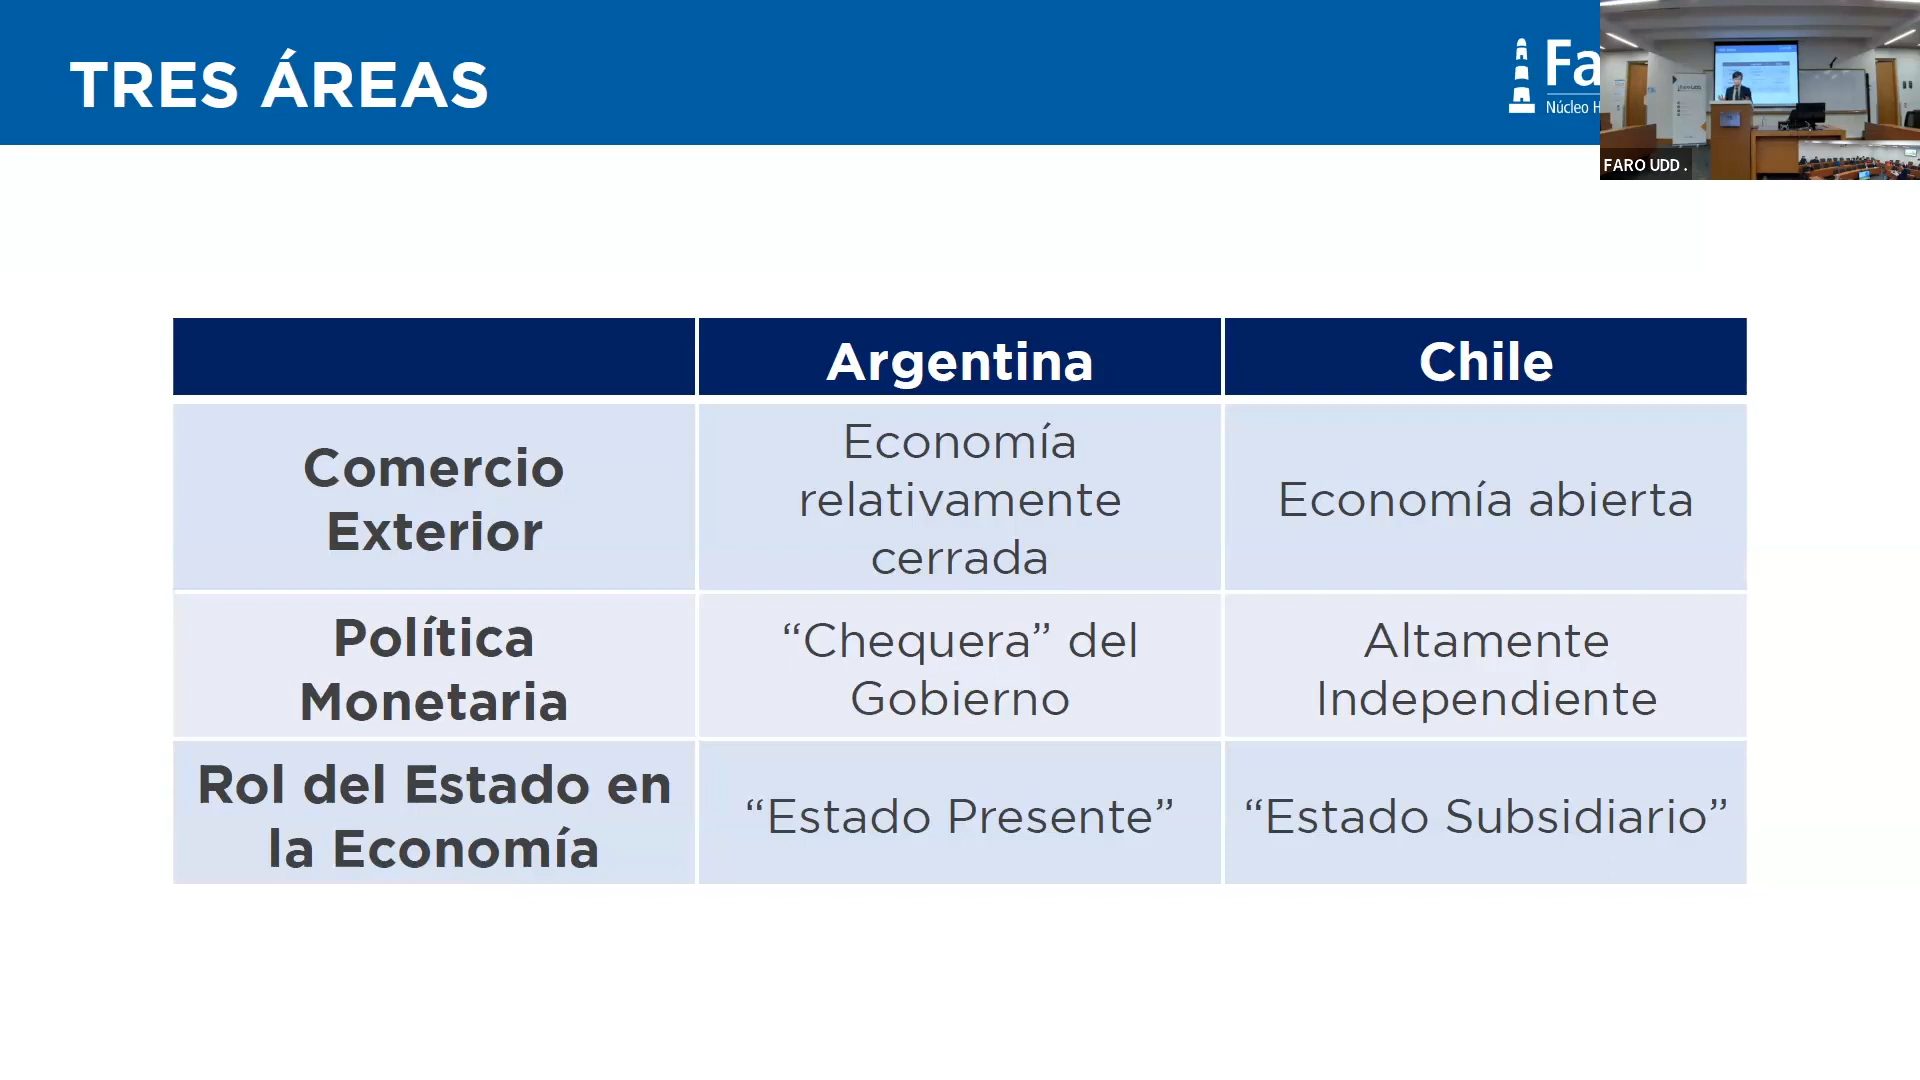 TRES ÁREAS
Fa
Núcleo H
FARO UDD .
Argentina
Chile
Comercio
Exterior
Economía
relativamente
cerrada
Economía abierta
Política
Monetaria
“Chequera” del
Gobierno
Altamente
Independiente
Rol del Estado en
la Economía
“Estado Presente”
“Estado Subsidiario”